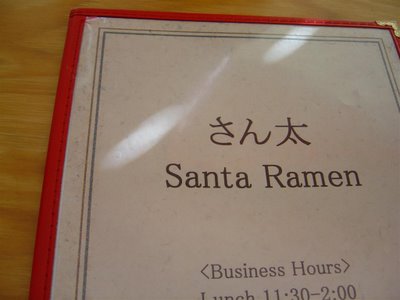 さん太
Santa Ramen
<Business Hours>
Lunch 11:30-2:00